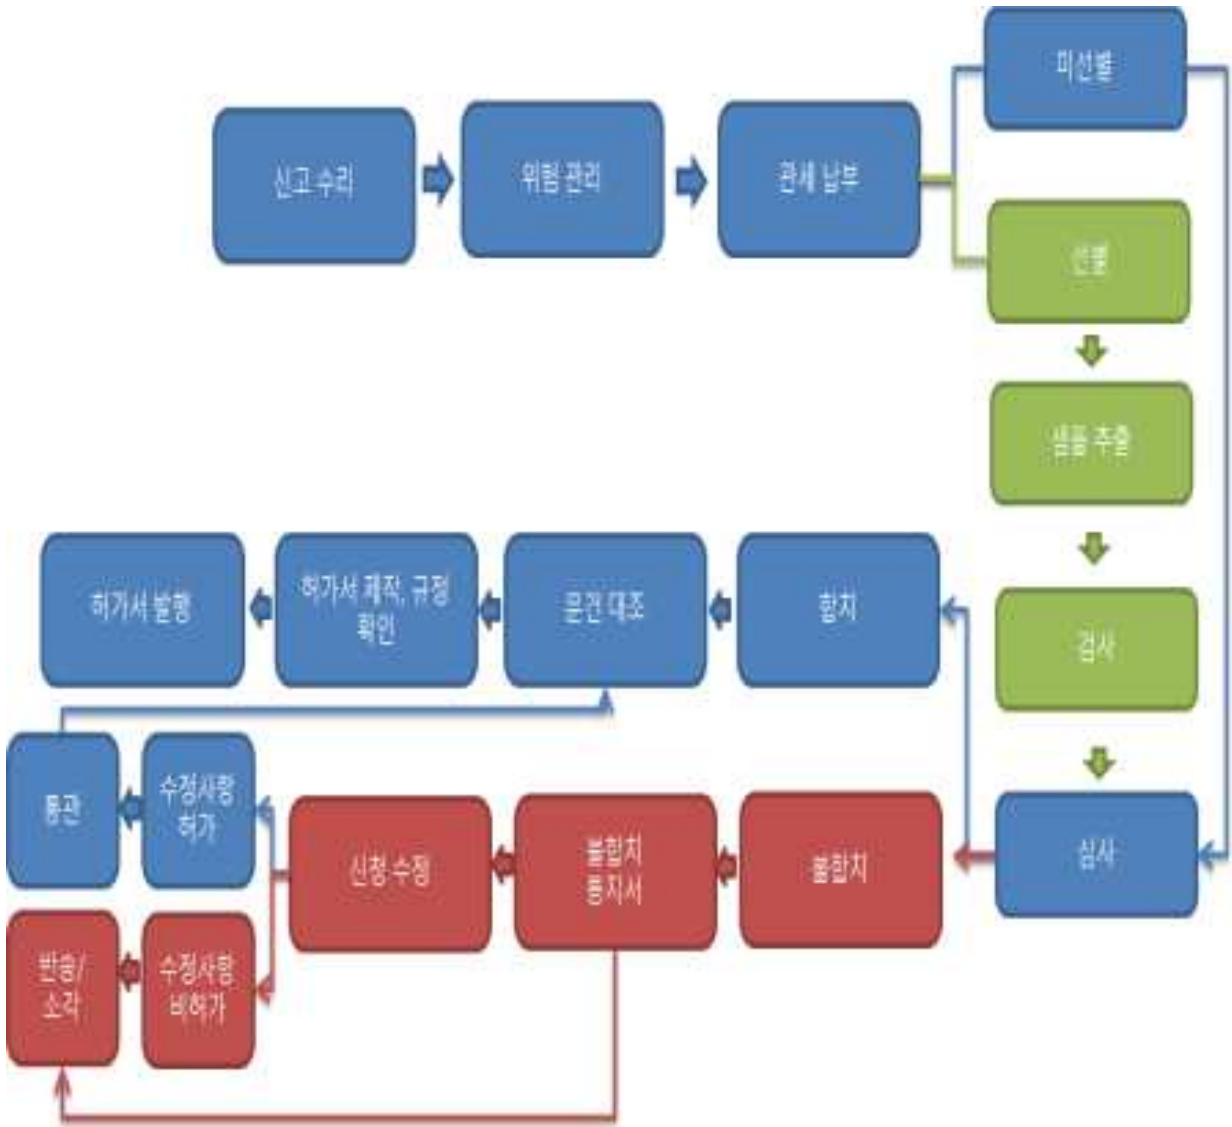 미선별
신고 수리
위험 관리
관세 납부
선별
샘플 추출
허가서 발행
허가서 제작, 규정
확인
문건 대조
합치
검사
통관
수정사항
허가
신청 수정
불합치
통지서
불합치
심사
반송/
소각
수정사항
비허가